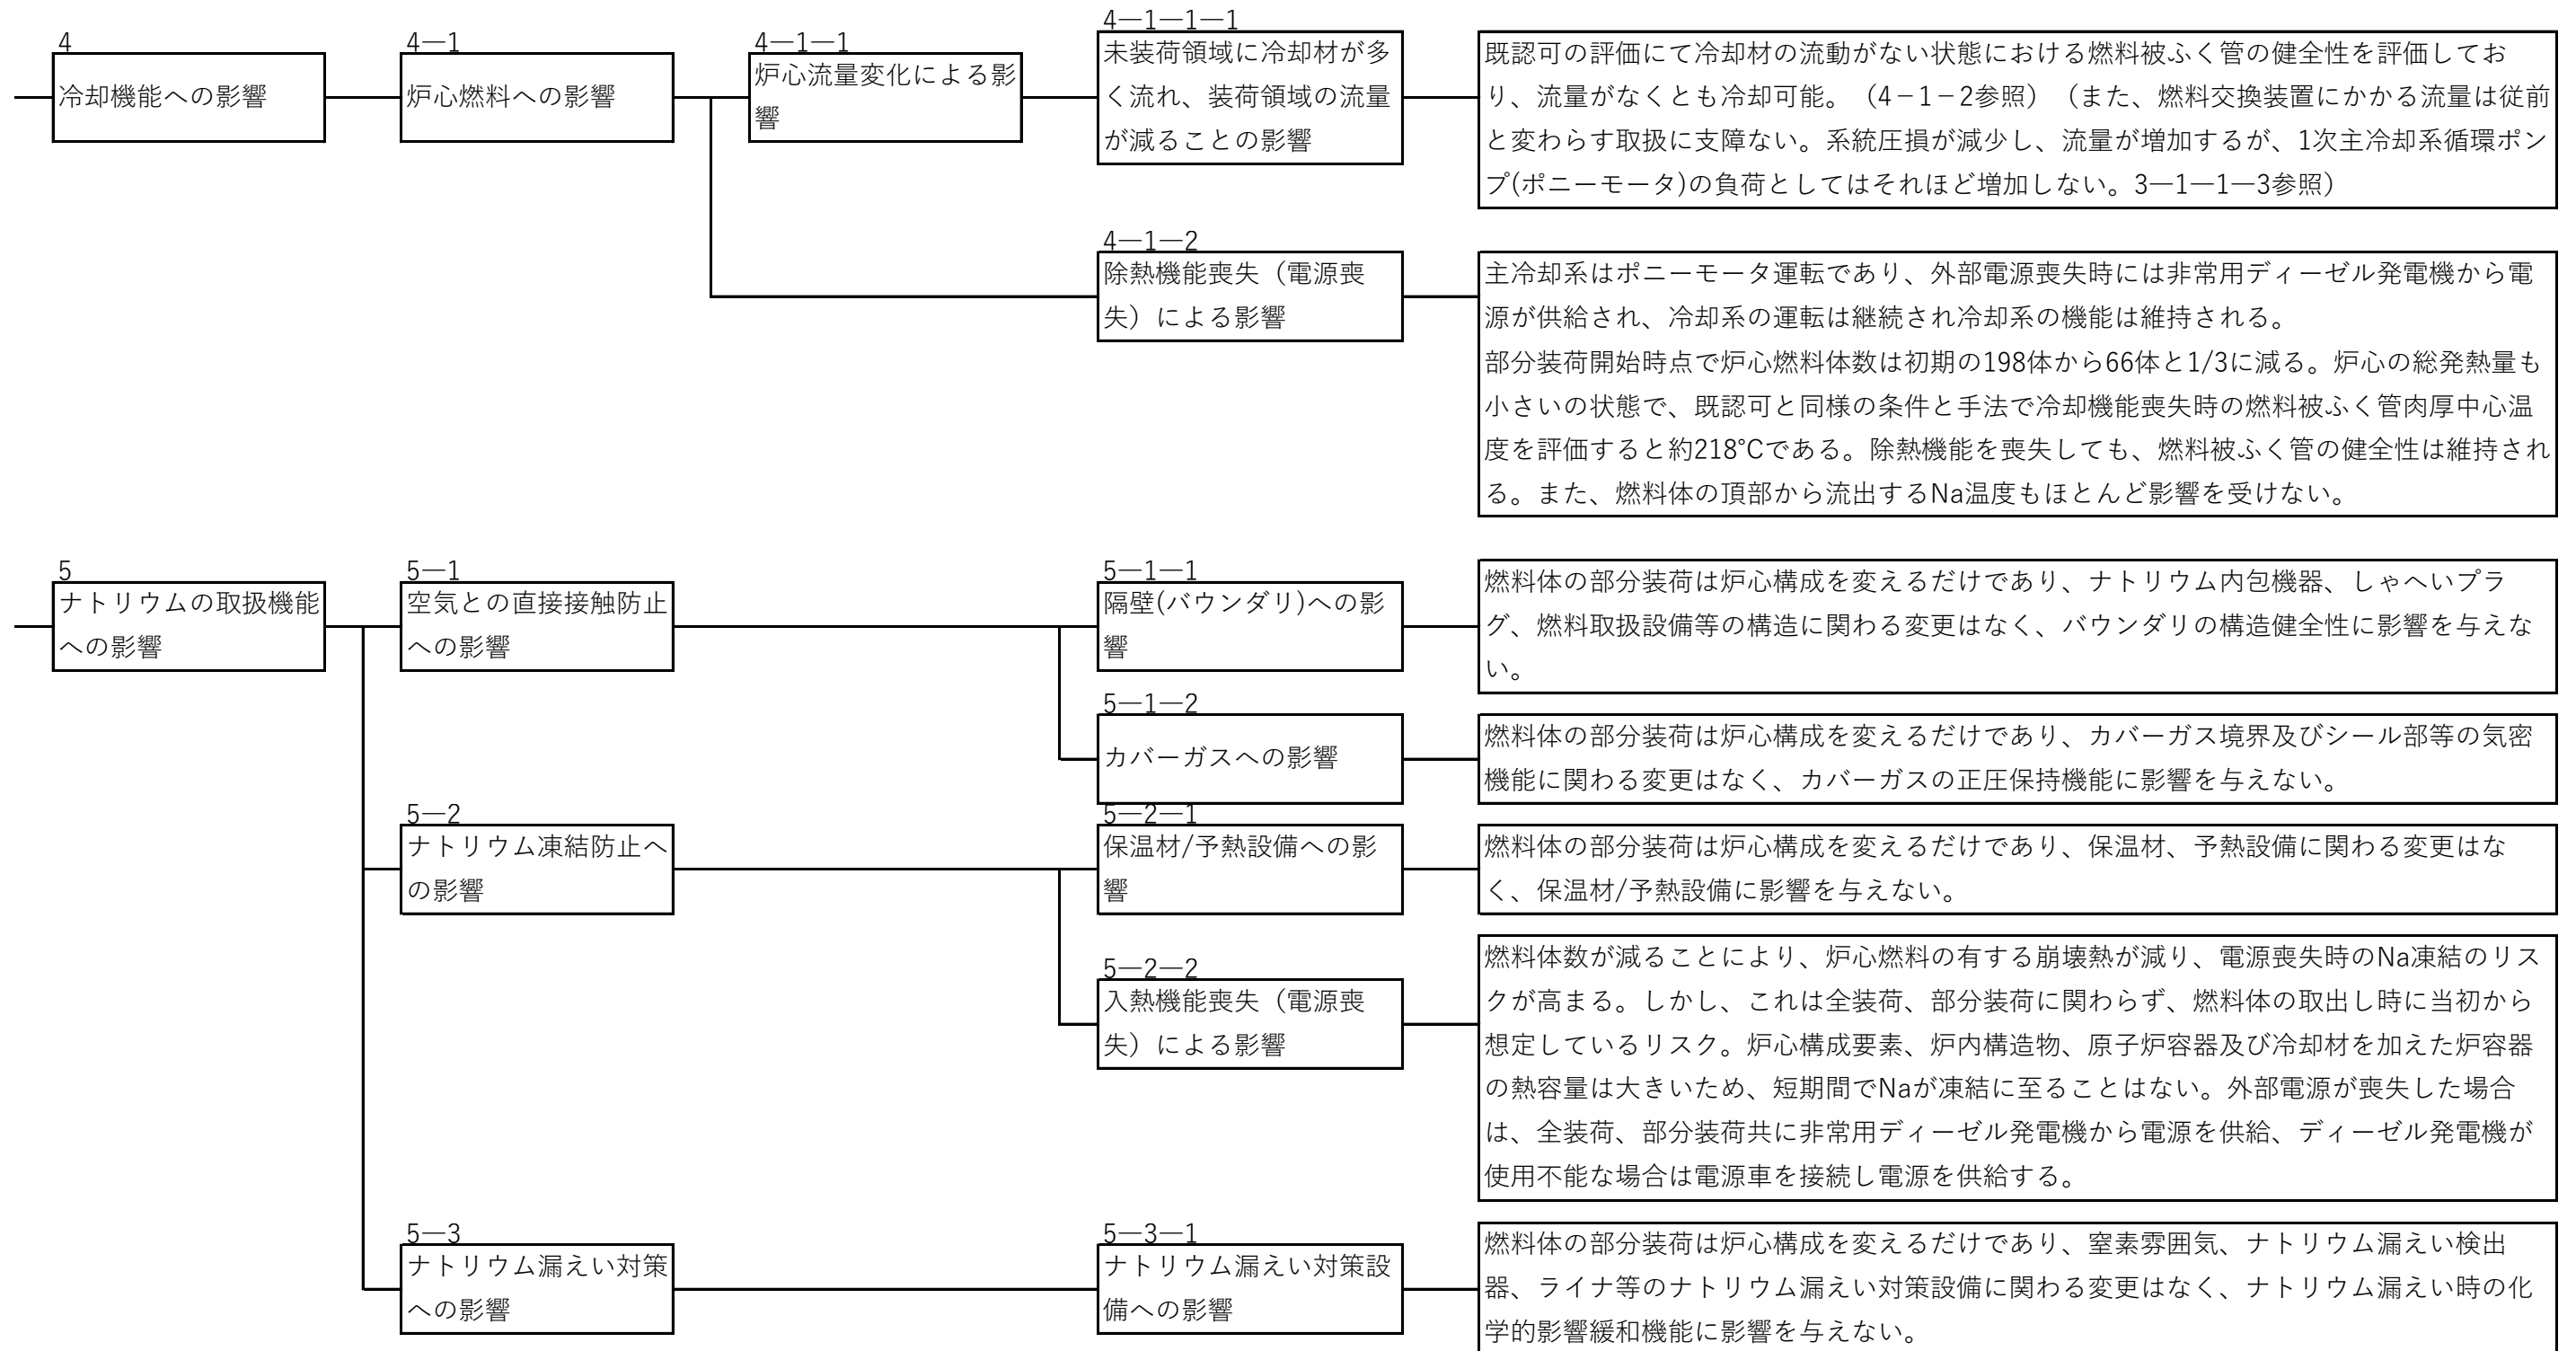 4
冷却機能への影響
4―1
炉心燃料への影響
4―1―1
炉心流量変化による影
響
4―1―1―1
未装荷領域に冷却材が多
く流れ、装荷領域の流量
が減ることの影響
既認可の評価にて冷却材の流動がない状態における燃料被ふく管の健全性を評価してお
り、流量がなくとも冷却可能。（4－1－2参照）（また、燃料交換装置にかかる流量は従前
と変わらす取扱に支障ない。系統圧損が減少し、流量が増加するが、1次主冷却系循環ポン
プ(ポニーモータ)の負荷としてはそれほど増加しない。3―1―1―3参照）
4―1―2
除熱機能喪失（電源喪
失）による影響
主冷却系はポニーモータ運転であり、外部電源喪失時には非常用ディーゼル発電機から電
源が供給され、冷却系の運転は継続され冷却系の機能は維持される。
部分装荷開始時点で炉心燃料体数は初期の198体から66体と1/3に減る。炉心の総発熱量も
小さいの状態で、既認可と同様の条件と手法で冷却機能喪失時の燃料被ふく管肉厚中心温
度を評価すると約218℃である。除熱機能を喪失しても、燃料被ふく管の健全性は維持され
る。また、燃料体の頂部から流出するNa温度もほとんど影響を受けない。
5
ナトリウムの取扱機能
への影響
5―1
空気との直接接触防止
への影響
5―1―1
隔壁(バウンダリ)への影
響
燃料体の部分装荷は炉心構成を変えるだけであり、ナトリウム内包機器、しゃへいプラ
グ、燃料取扱設備等の構造に関わる変更はなく、バウンダリの構造健全性に影響を与えな
い。
5―1―2
カバーガスへの影響
燃料体の部分装荷は炉心構成を変えるだけであり、カバーガス境界及びシール部等の気密
機能に関わる変更はなく、カバーガスの正圧保持機能に影響を与えない。
5―2
ナトリウム凍結防止へ
の影響
5―2―1
保温材/予熱設備への影
響
燃料体の部分装荷は炉心構成を変えるだけであり、保温材、予熱設備に関わる変更はな
く、保温材/予熱設備に影響を与えない。
5―2―2
入熱機能喪失（電源喪
失）による影響
燃料体数が減ることにより、炉心燃料の有する崩壊熱が減り、電源喪失時のNa凍結のリス
クが高まる。しかし、これは全装荷、部分装荷に関わらず、燃料体の取出し時に当初から
想定しているリスク。炉心構成要素、炉内構造物、原子炉容器及び冷却材を加えた炉容器
の熱容量は大きいため、短期間でNaが凍結に至ることはない。外部電源が喪失した場合
は、全装荷、部分装荷共に非常用ディーゼル発電機から電源を供給、ディーゼル発電機が
使用不能な場合は電源車を接続し電源を供給する。
5―3
ナトリウム漏えい対策
への影響
5―3―1
ナトリウム漏えい対策設
備への影響
燃料体の部分装荷は炉心構成を変えるだけであり、窒素雰囲気、ナトリウム漏えい検出
器、ライナ等のナトリウム漏えい対策設備に関わる変更はなく、ナトリウム漏えい時の化
学的影響緩和機能に影響を与えない。